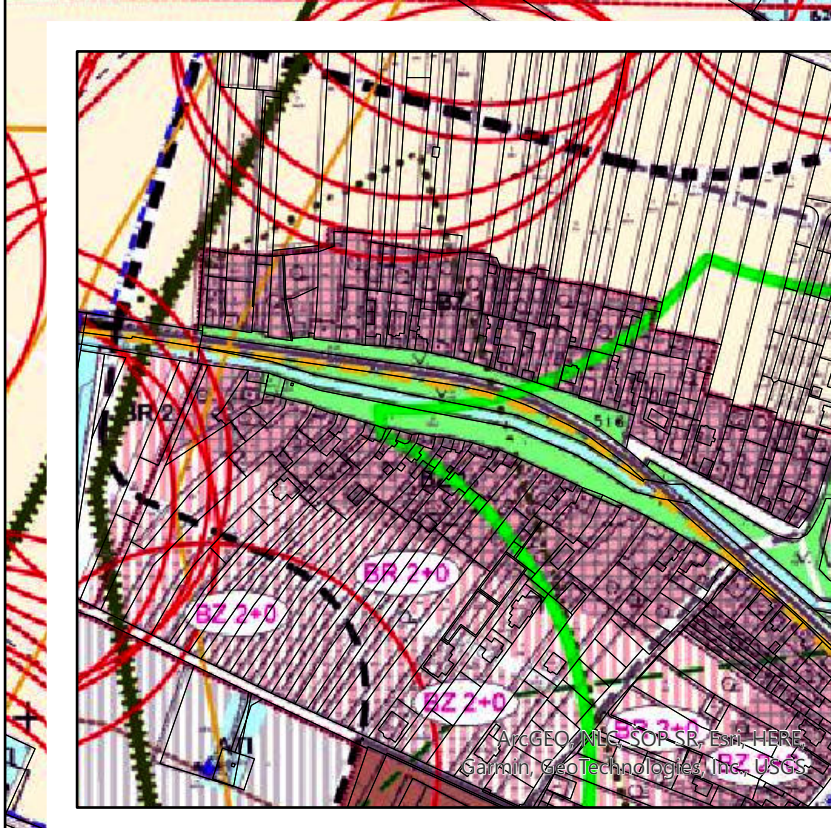 516
BR 2
BR 2+0
BZ 2+0
BZ 2+0
ArcGEO, NLC, SOP SR, Esri, HERE,
Garmin, GeoTechnologies, Inc., USGS